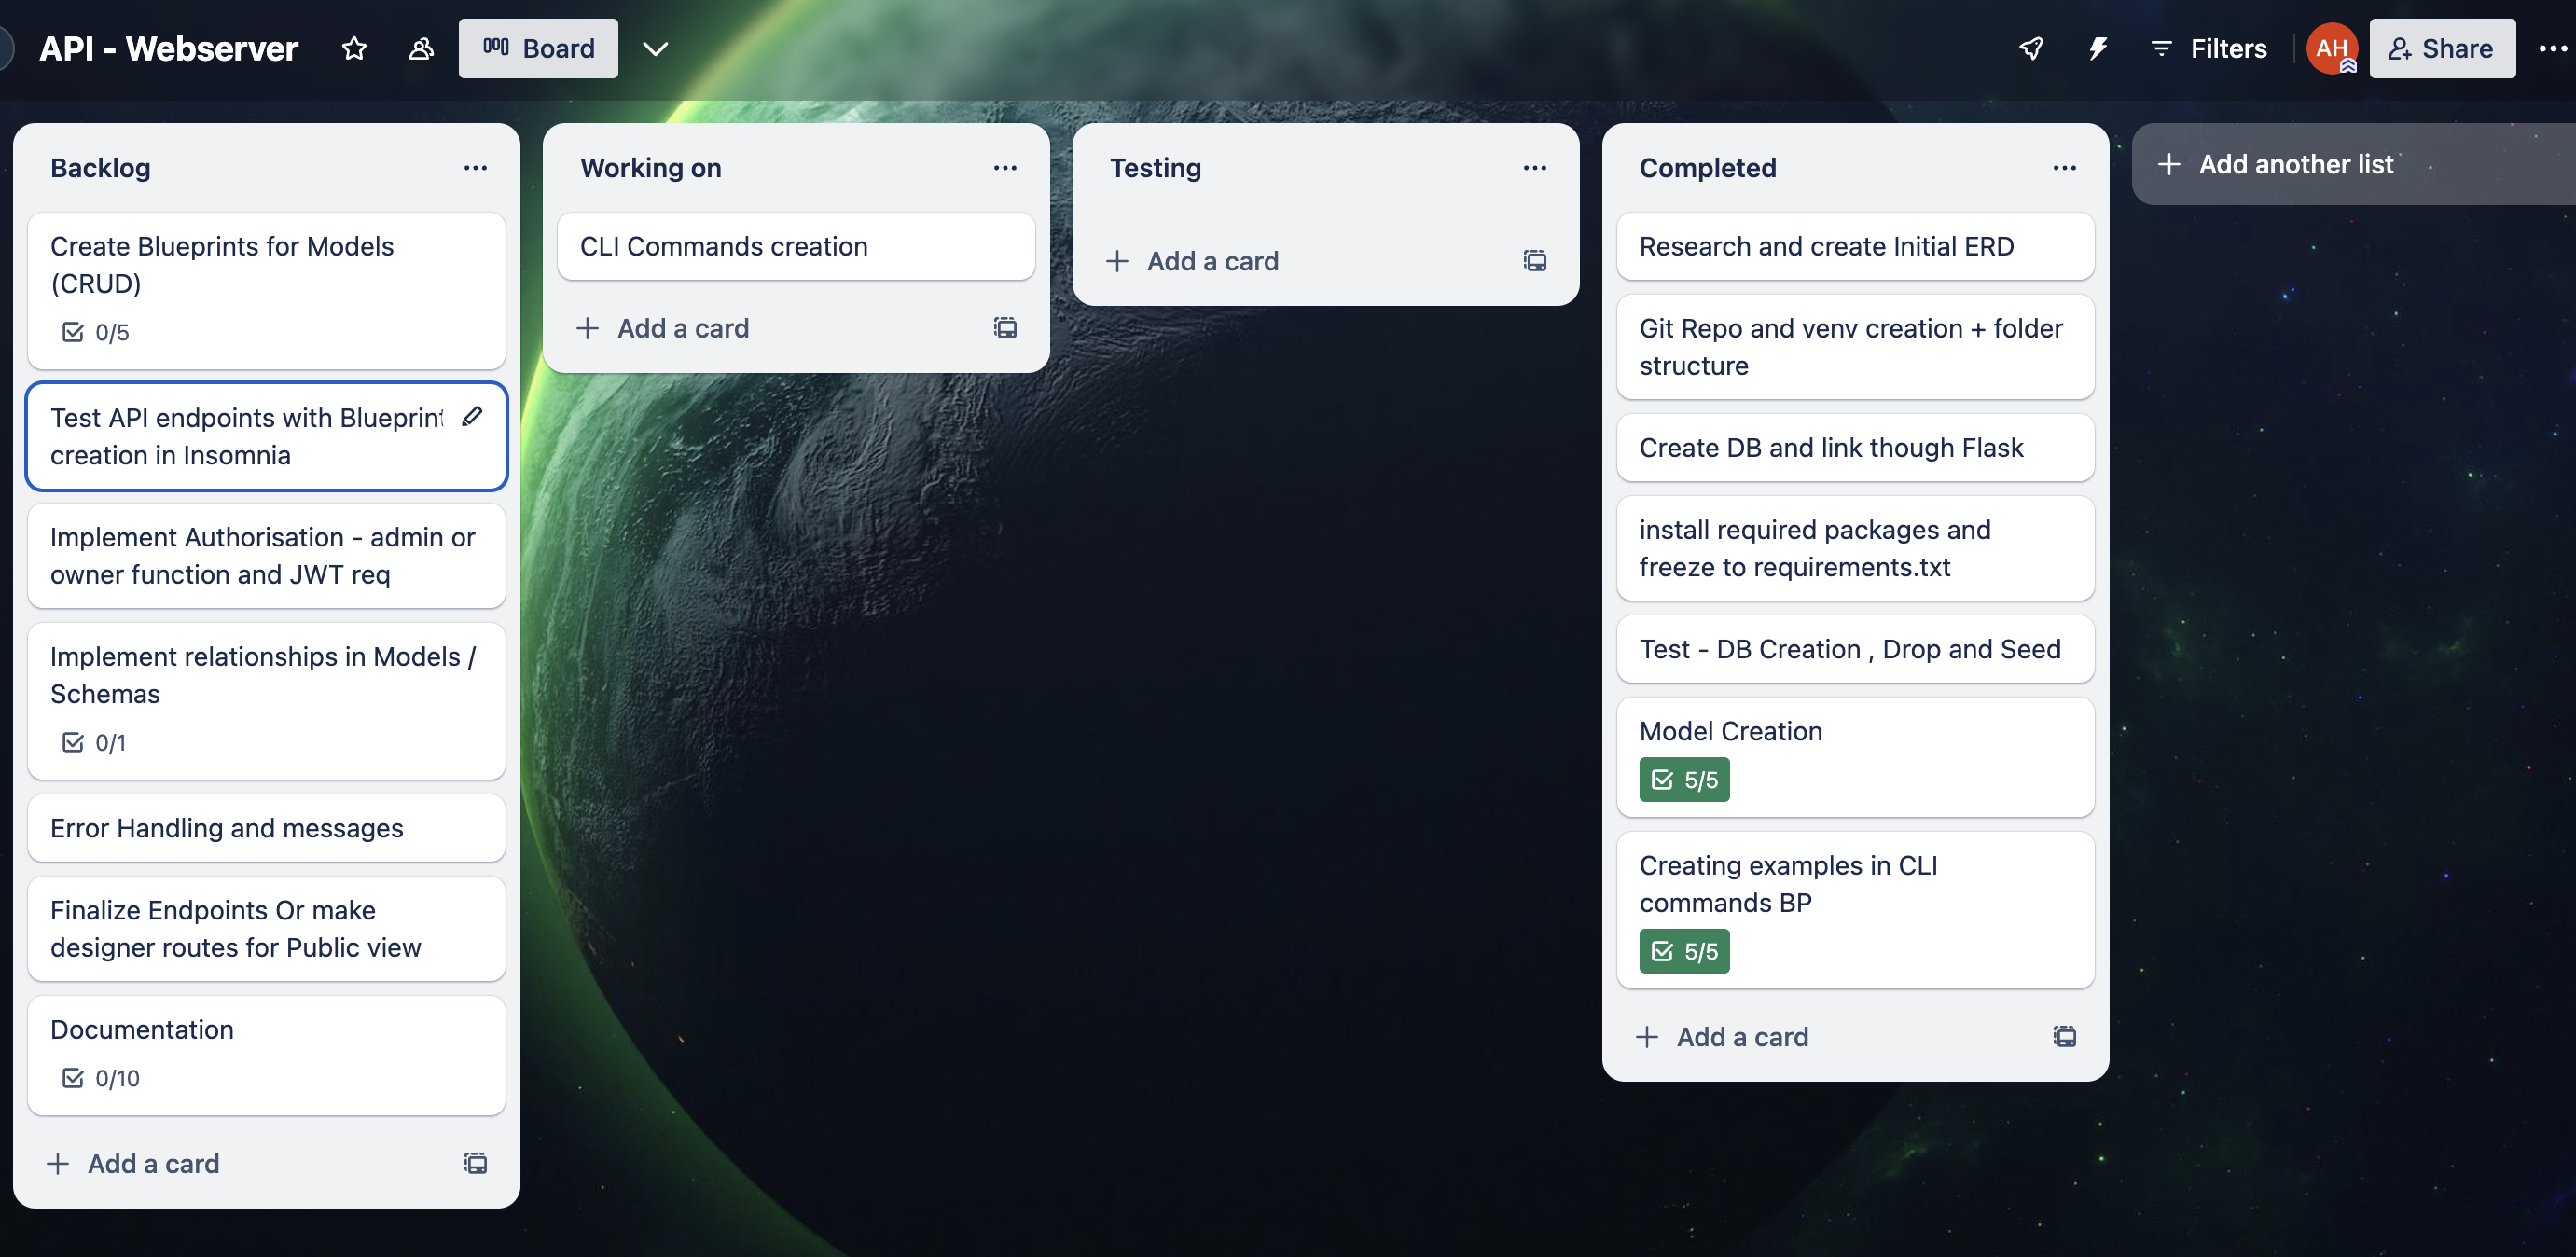 API - Webserver
Board
Filters
AH
Share
Backlog
Create Blueprints for Models
(CRUD)
0/5
Test API endpoints with Blueprint
creation in Insomnia
Implement Authorisation - admin or
owner function and JWT req
Implement relationships in Models /
Schemas
0/1
Error Handling and messages
Finalize Endpoints Or make
designer routes for Public view
Documentation
0/10
+ Add a card
Working on
CLI Commands creation
+ Add a card
Testing
+ Add a card
Completed
Research and create Initial ERD
Git Repo and venv creation + folder
structure
Create DB and link though Flask
install required packages and
freeze to requirements.txt
Test - DB Creation , Drop and Seed
Model Creation
5/5
Creating examples in CLI
commands BP
5/5
+ Add a card
+ Add another list